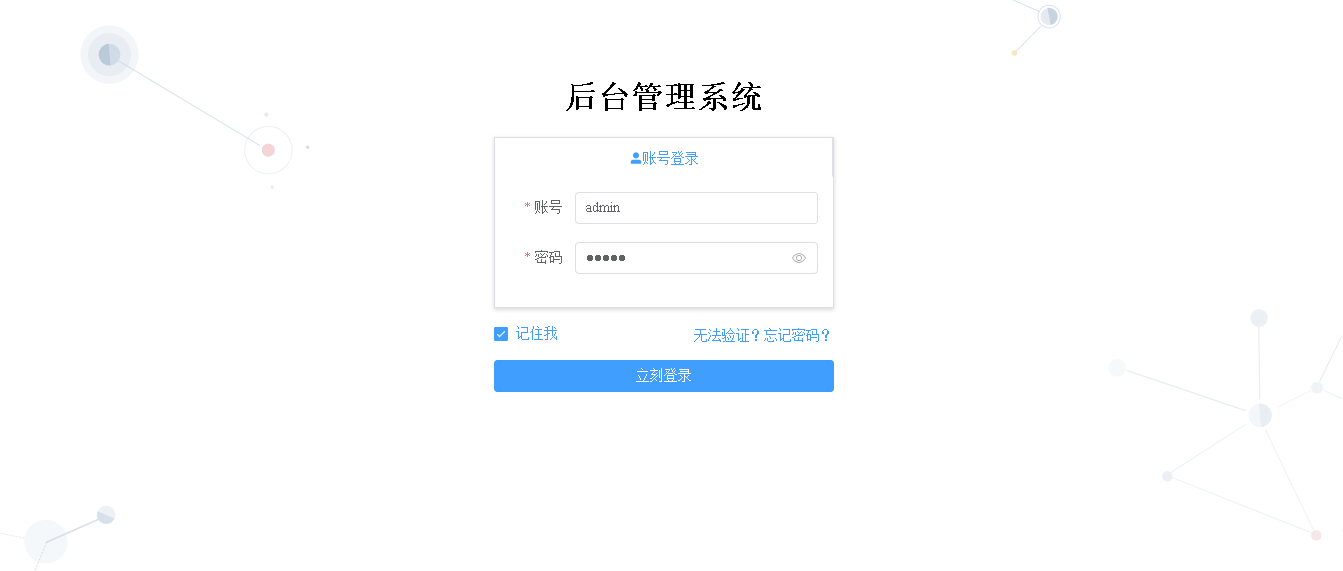 后台管理系统
账号登录
* 账号 admin
* 密码 •••••
记住我 无法验证？忘记密码？
立刻登录